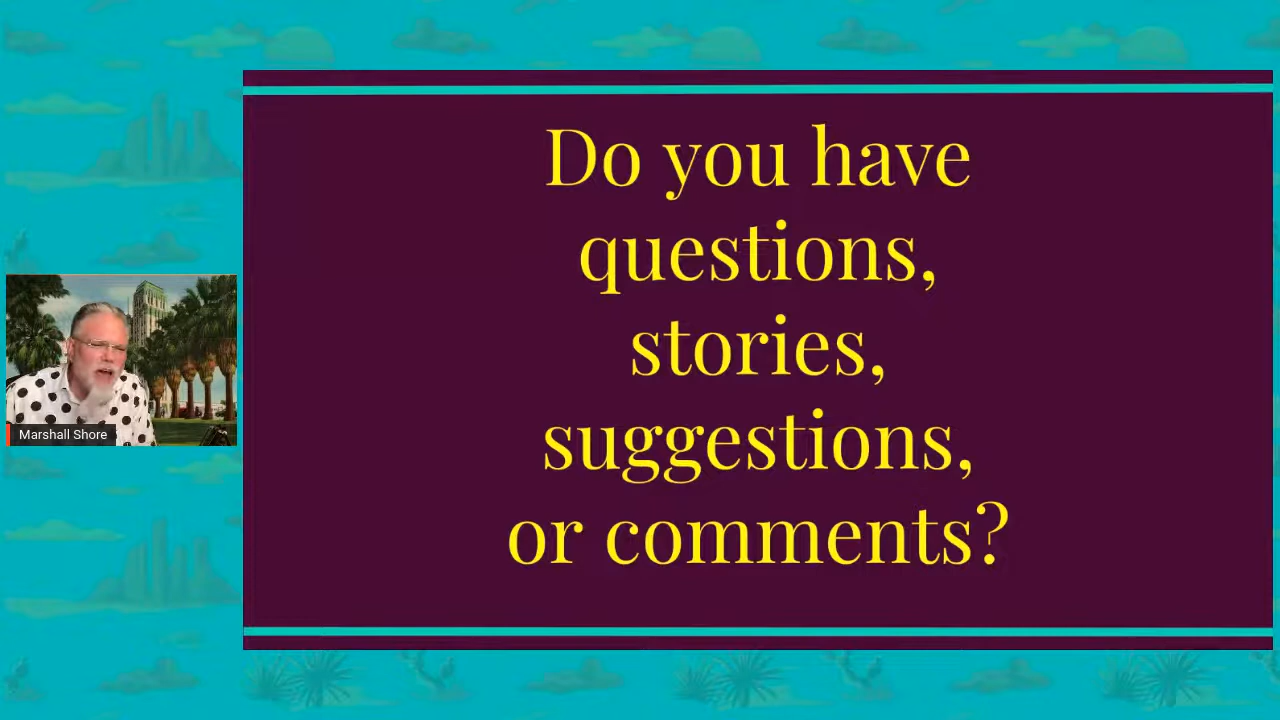 Do you have
questions,
stories,
suggestions,
or comments?
Marshall Shore